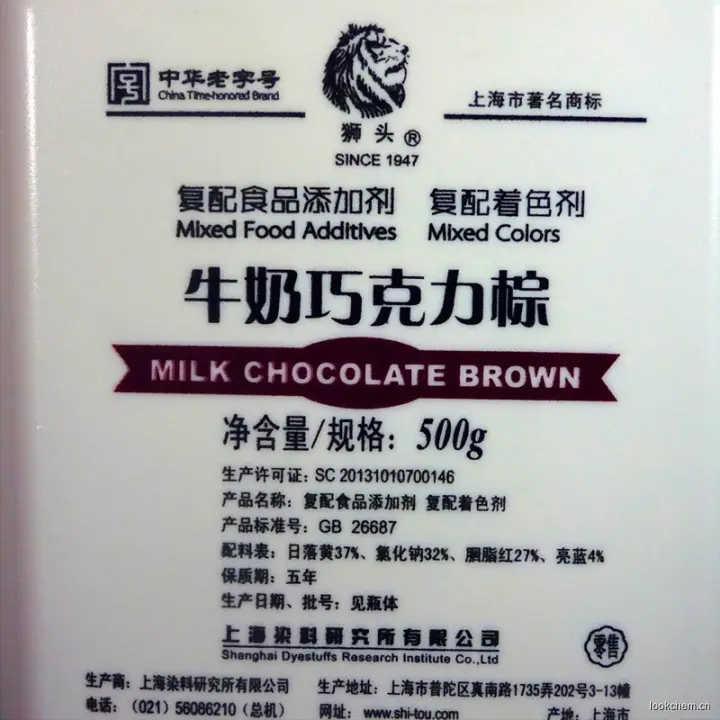 中华老字号
China Time-honored Brand
上海市著名商标
狮头®
SINCE 1947
复配食品添加剂 复配着色剂
Mixed Food Additives Mixed Colors
牛奶巧克力棕
MILK CHOCOLATE BROWN
净含量/规格：500g
生产许可证：SC 20131010700146
产品名称：复配食品添加剂 复配着色剂
产品标准号：GB 26687
配料表：日落黄37%、氯化钠32%、胭脂红27%、亮蓝4%
保质期：五年
生产日期、批号：见瓶体
上海染料研究所有限公司
Shanghai Dyestuffs Research Institute Co.,Ltd
零售
生产商：上海染料研究所有限公司 生产地址：上海市普陀区真南路1735弄202号3-13幢
电话：（021）56086210（总机） 网址：www.shi-tou.com 产地：上海市
lookchem.cn